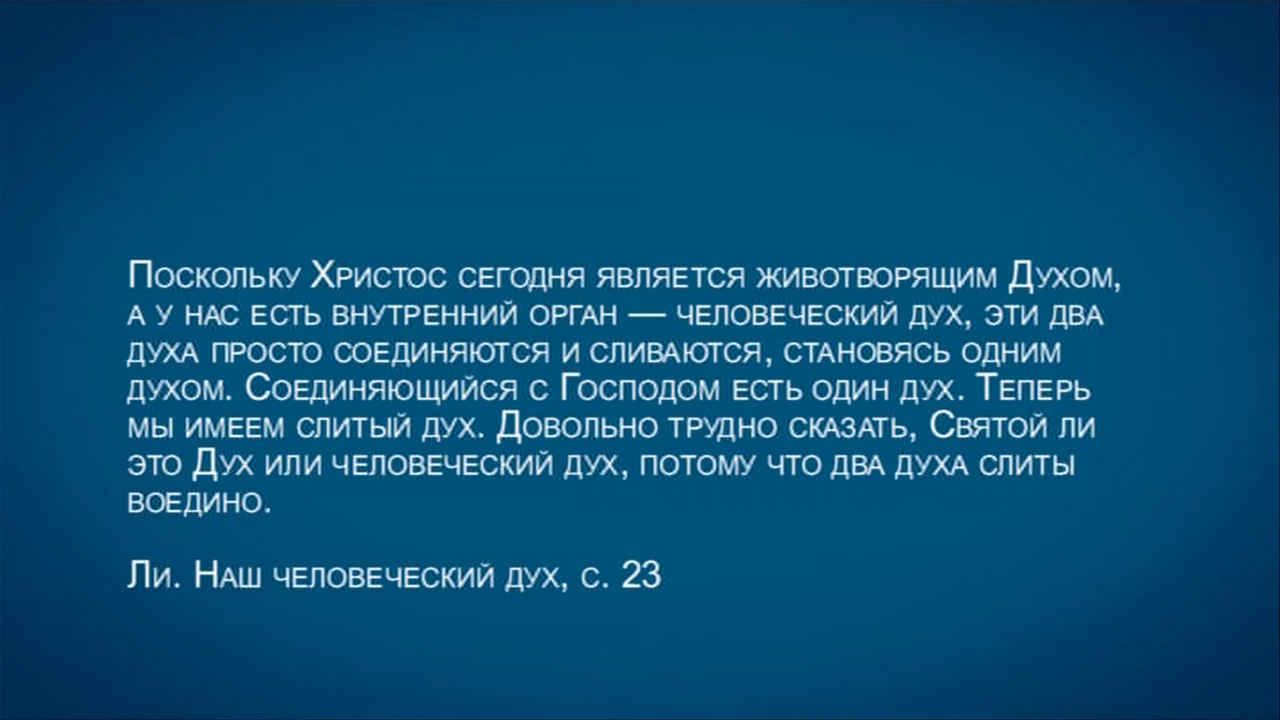 Поскольку Христос сегодня является животворящим Духом,
а у нас есть внутренний орган — человеческий дух, эти два
духа просто соединяются и сливаются, становясь одним
духом. Соединяющийся с Господом есть один дух. Теперь
мы имеем слитый дух. Довольно трудно сказать, Святой ли
это Дух или человеческий дух, потому что два духа слиты
воедино.
Ли. Наш человеческий дух, с. 23